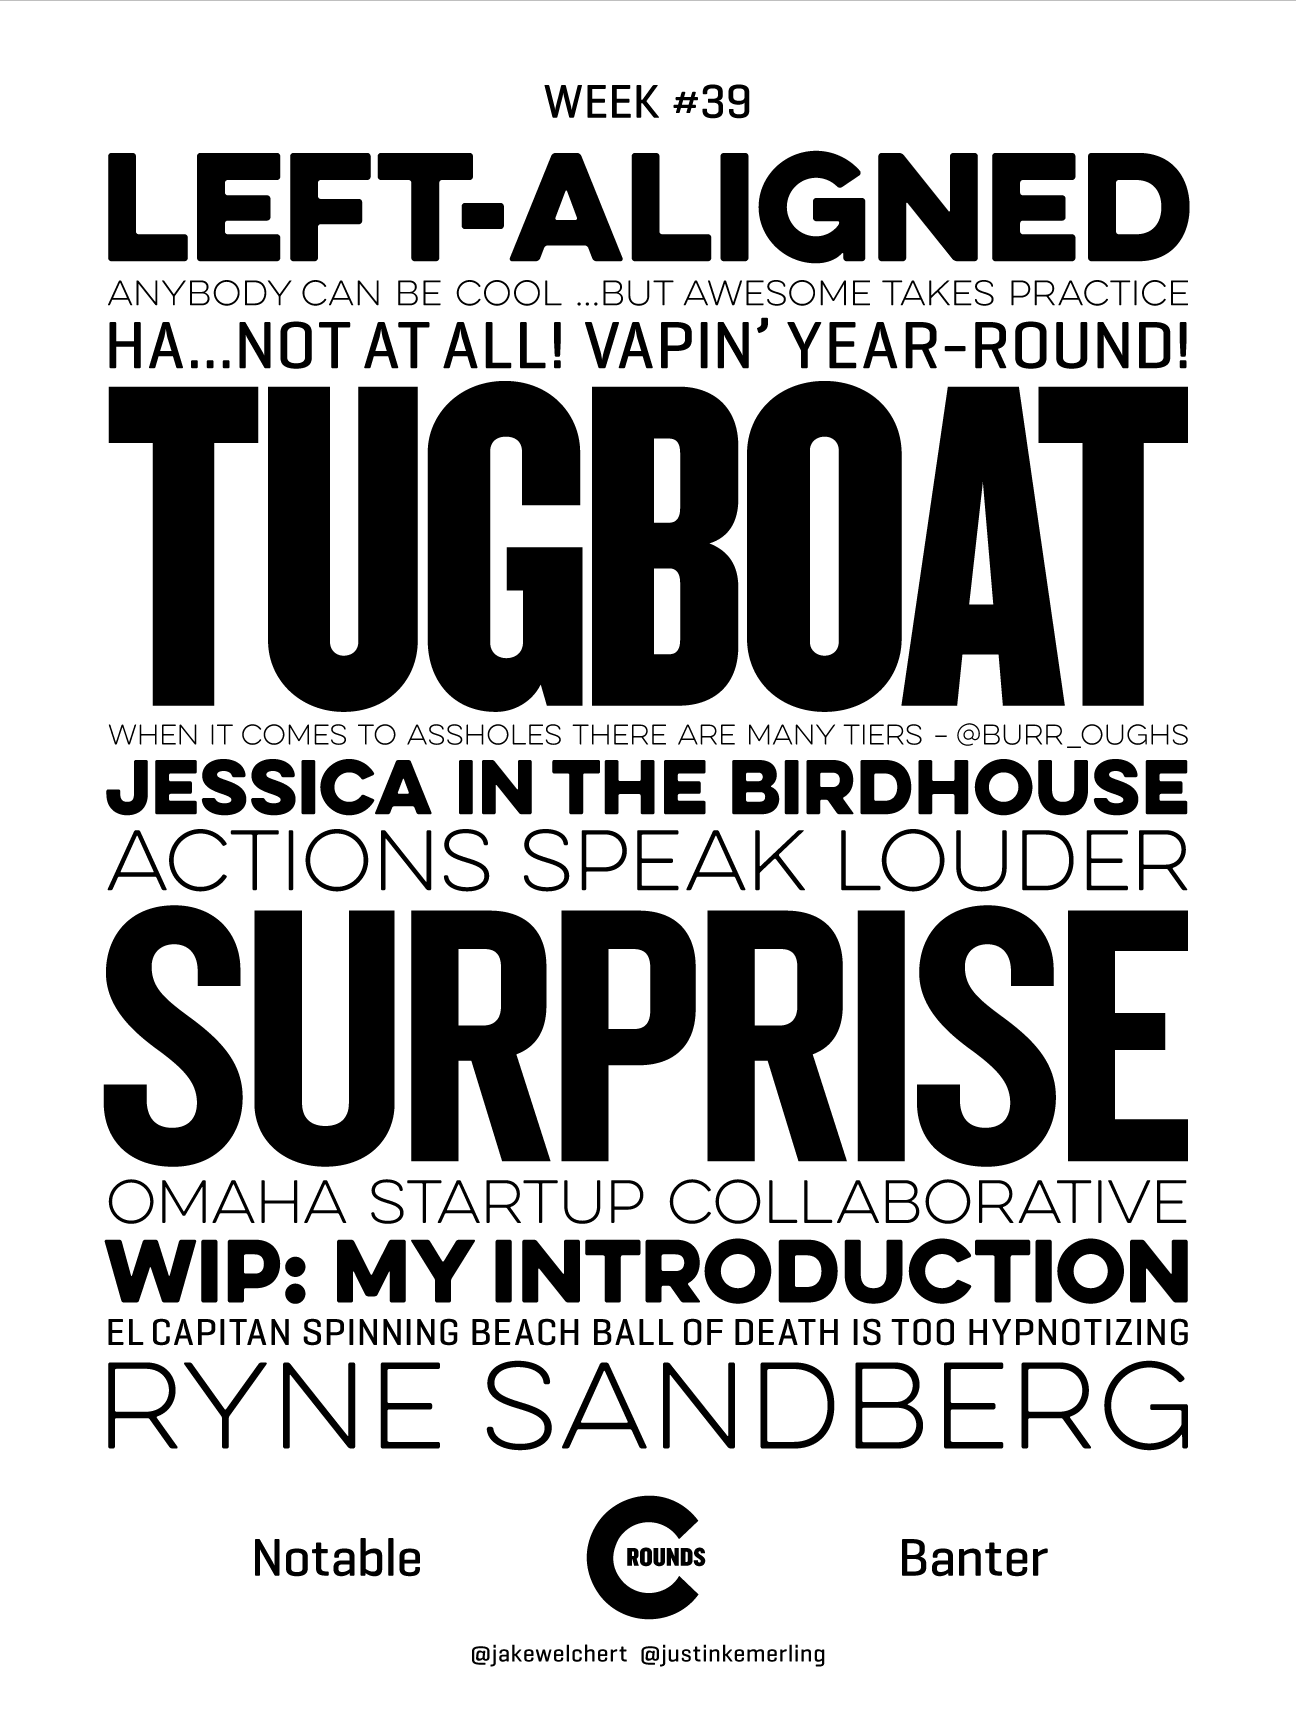 WEEK #39
LEFT-ALIGNED
ANYBODY CAN BE COOL ...BUT AWESOME TAKES PRACTICE
HA...NOT AT ALL! VAPIN’ YEAR-ROUND!
TUGBOAT
WHEN IT COMES TO ASSHOLES THERE ARE MANY TIERS - @BURR_OUGHS
JESSICA IN THE BIRDHOUSE
ACTIONS SPEAK LOUDER
SURPRISE
OMAHA STARTUP COLLABORATIVE
WIP: MY INTRODUCTION
EL CAPITAN SPINNING BEACH BALL OF DEATH IS TOO HYPNOTIZING
RYNE SANDBERG
Notable C ROUNDS Banter
@jakewelchert @justinkemerling